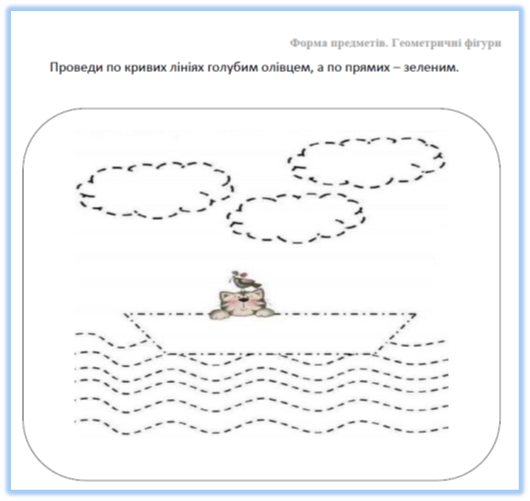 Форма предметів. Геометричні фігури
Проведи по кривих лініях голубим олівцем, а по прямих – зеленим.